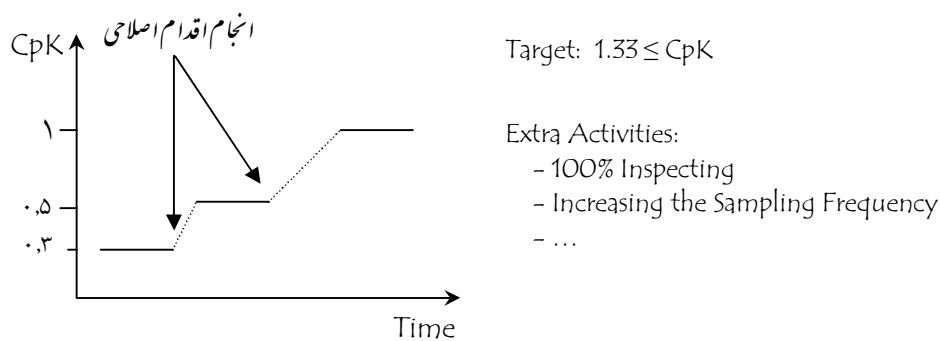 انجام اقدام اصلاحی
CpK
۱
۰,۵
۰,۳
Time
Target: 1.33 ≤ CpK
Extra Activities:
- 100% Inspecting
- Increasing the Sampling Frequency
- ...